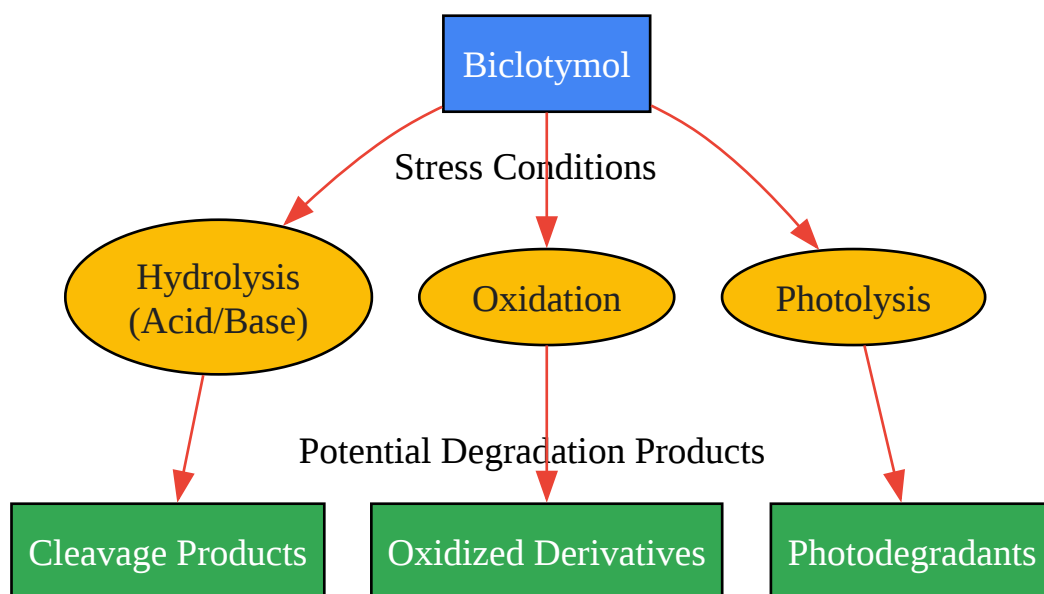 Biclotymol
Stress Conditions
Hydrolysis
(Acid/Base)
Oxidation
Photolysis
Potential Degradation Products
Cleavage Products
Oxidized Derivatives
Photodegradants